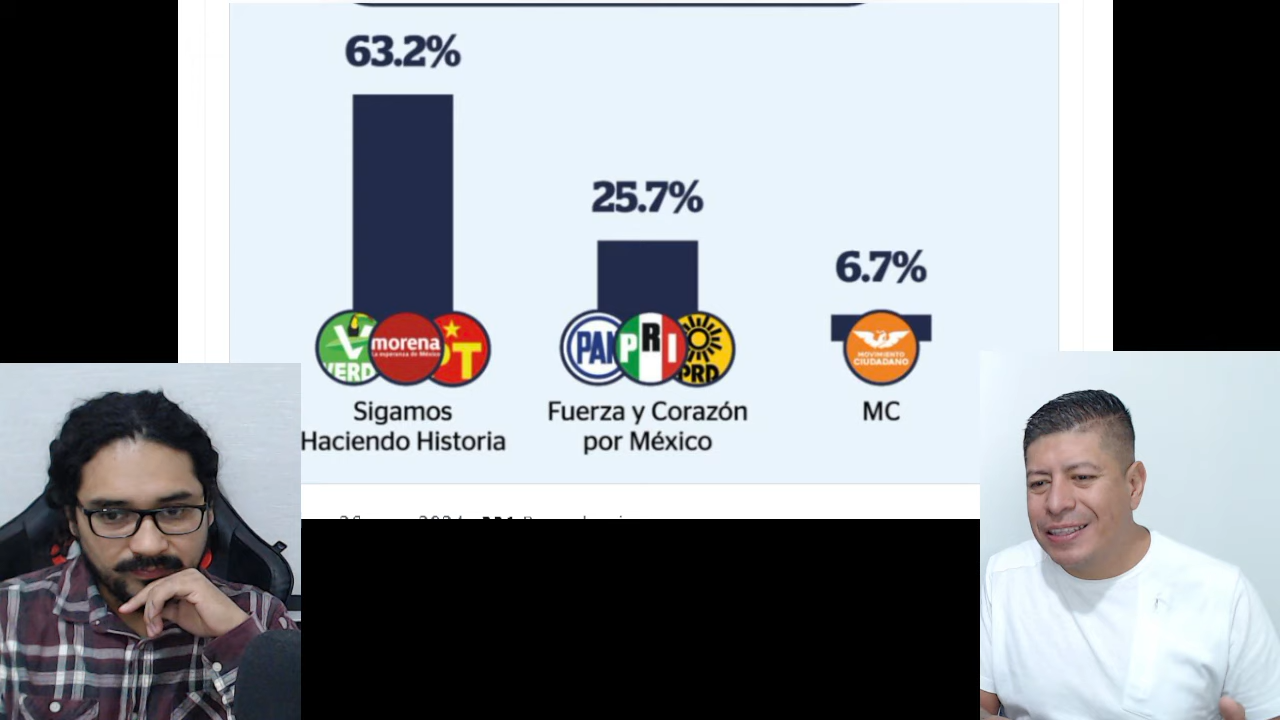 63.2%
25.7%
6.7%
VERD
morena
La esperanza de México
PT
PAN
PRI
PRD
MOVIMIENTO
CIUDADANO
Sigamos
Haciendo Historia
Fuerza y Corazón
por México
MC